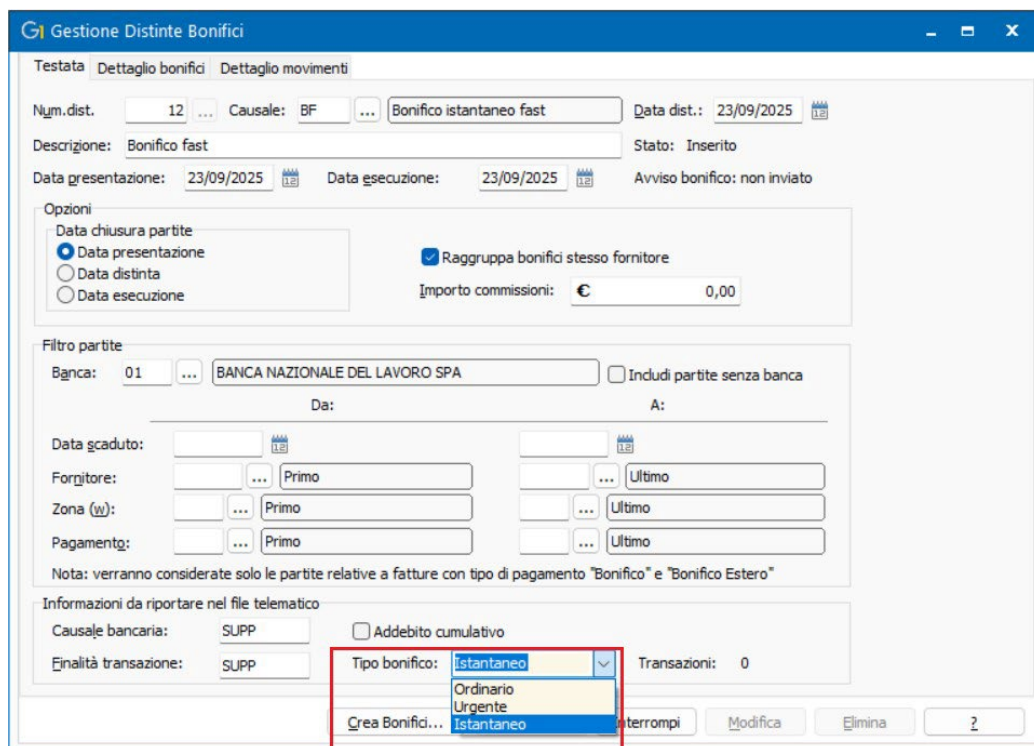 G1 Gestione Distinte Bonifici
Testata Dettaglio bonifici Dettaglio movimenti
Num.dist. 12 ... Causale: BF ... Bonifico istantaneo fast Data dist.: 23/09/2025 12
Descrizione: Bonifico fast Stato: Inserito
Data presentazione: 23/09/2025 12 Data esecuzione: 23/09/2025 12 Avviso bonifico: non inviato
Opzioni
Data chiusura partite
Data presentazione
Data distinta
Data esecuzione
Raggruppa bonifici stesso fornitore
Importo commissioni: € 0,00
Filtro partite
Banca: 01 ... BANCA NAZIONALE DEL LAVORO SPA Includi partite senza banca
Da: A:
Data scaduto: 12 12
Fornitore: ... Primo ... Ultimo
Zona (w): ... Primo ... Ultimo
Pagamento: ... Primo ... Ultimo
Nota: verranno considerate solo le partite relative a fatture con tipo di pagamento "Bonifico" e "Bonifico Estero"
Informazioni da riportare nel file telematico
Causale bancaria: SUPP Addebito cumulativo
Finalità transazione: SUPP Tipo bonifico: Istantaneo Transazioni: 0
Ordinario
Urgente
Istantaneo
Crea Bonifici... Modifica Elimina ?